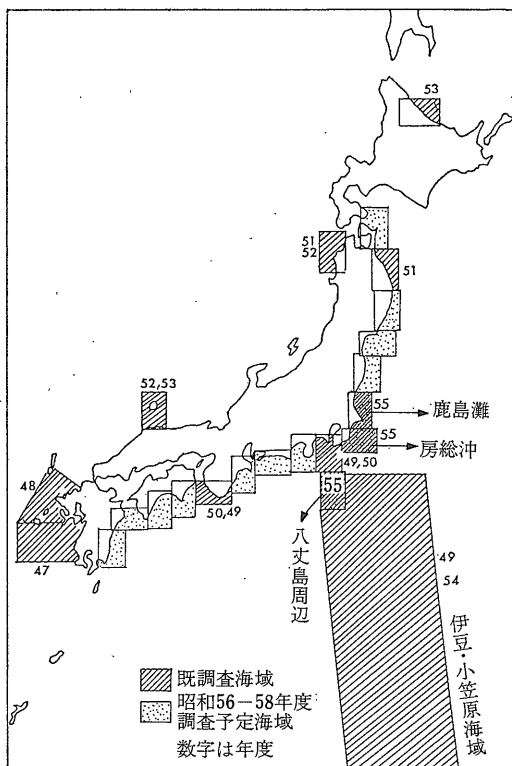 53
51
52
51
52,53
55
鹿島灘
55
房総沖
49,50
48
50,49
55
47
八丈島周辺
49
54
伊豆・小笠原海域
既調査海域
昭和56-58年度
調査予定海域
数字は年度